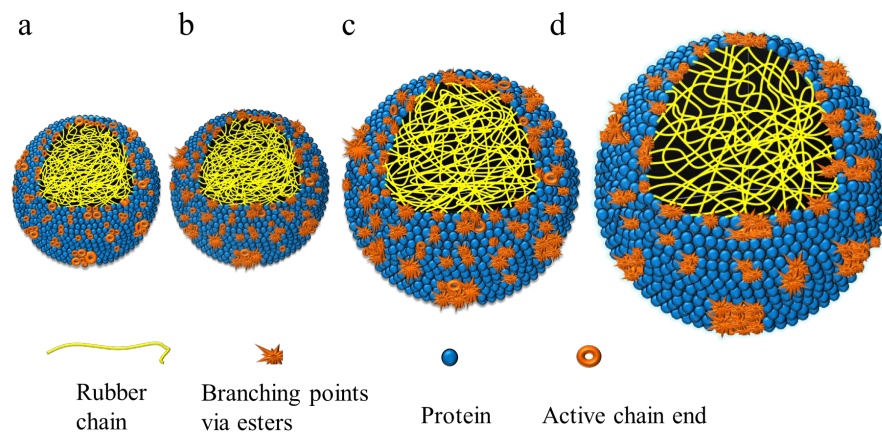 a
b
c
d
Rubber
chain
Branching points
via esters
Protein
Active chain end